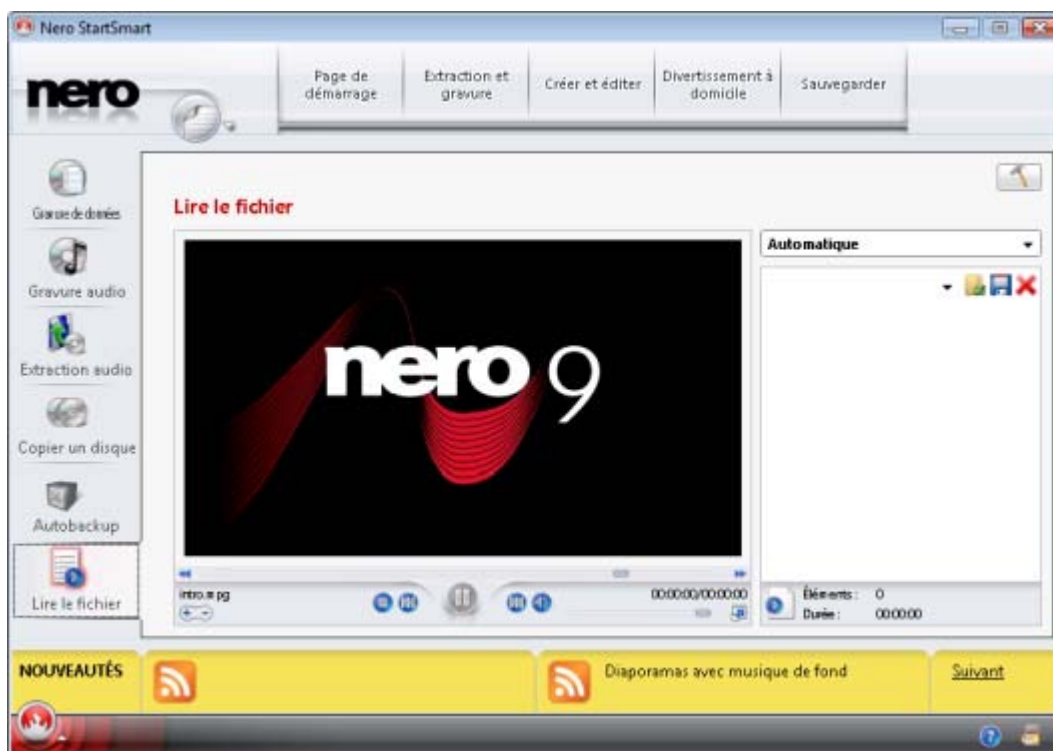 Nero StartSmart
nero
Page de
démarrage
Extraction et
gravure
Créer et éditer
Divertissement à
domicile
Sauvegarder
Gravure de données
Gravure audio
Extraction audio
Copier un disque
Autobackup
Lire le fichier
Lire le fichier
nero 9
Automatique
intro.mpg
00:00:00/00:00:00
Éléments : 0
Durée : 00:00:00
NOUVEAUTÉS
Diaporamas avec musique de fond
Suivant